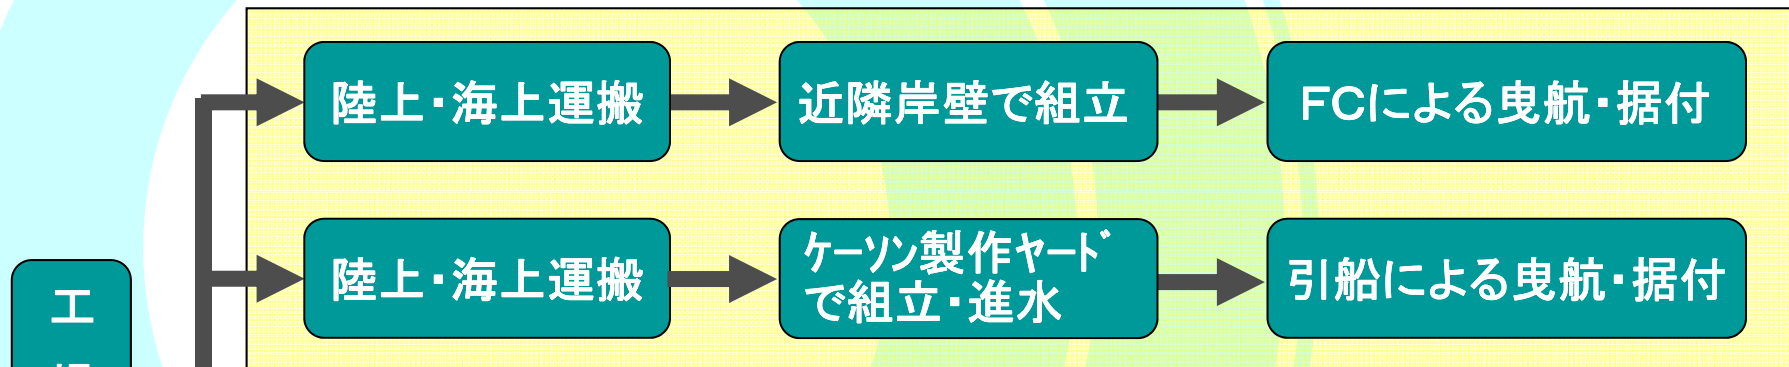 陸上・海上運搬
近隣岸壁で組立
FCによる曳航・据付
陸上・海上運搬
ケーソン製作ヤード
で組立・進水
引船による曳航・据付
工